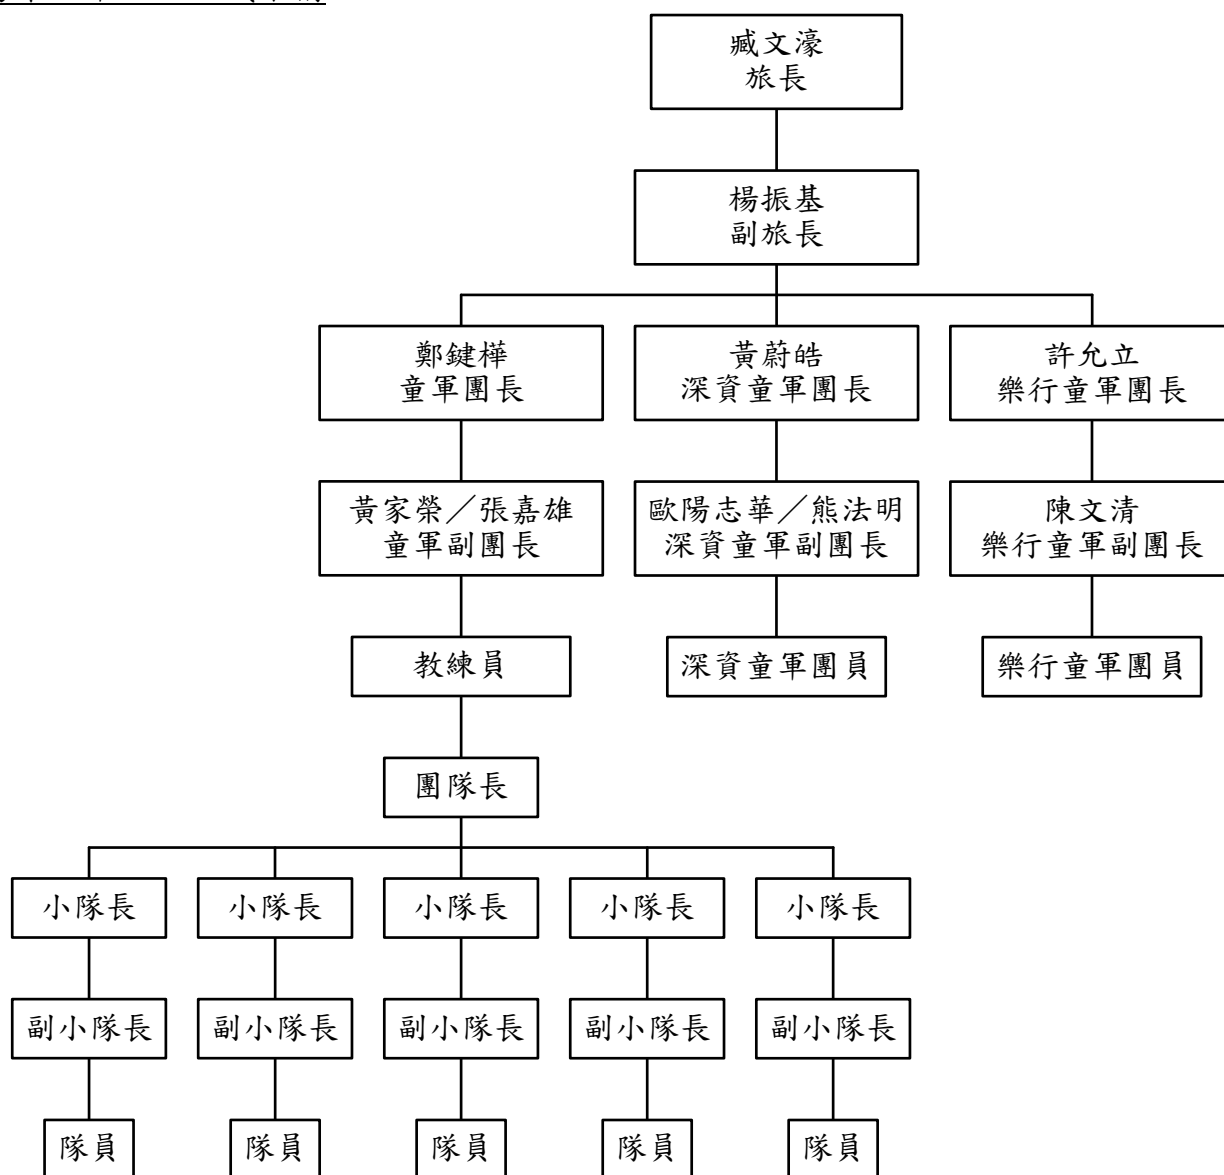 臧文濠
旅長
楊振基
副旅長
鄭鍵樺
童軍團長
黃蔚皓
深資童軍團長
許允立
樂行童軍團長
黃家榮／張嘉雄
童軍副團長
歐陽志華／熊法明
深資童軍副團長
陳文清
樂行童軍副團長
教練員
深資童軍團員
樂行童軍團員
團隊長
小隊長
小隊長
小隊長
小隊長
小隊長
副小隊長
副小隊長
副小隊長
副小隊長
副小隊長
隊員
隊員
隊員
隊員
隊員